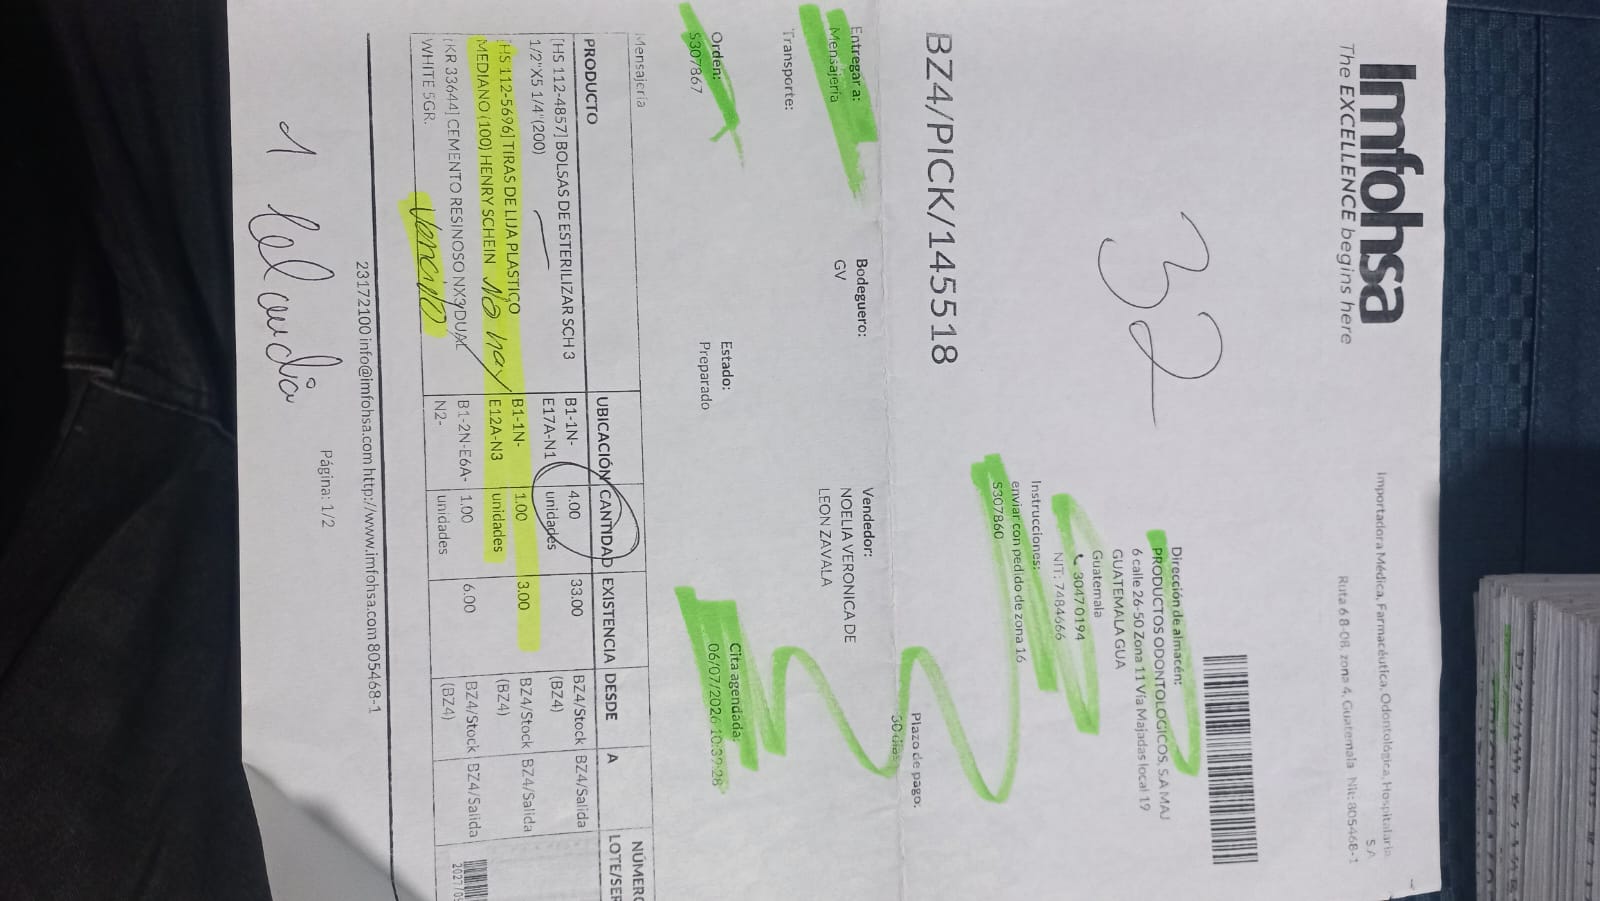 Imfohsa
The EXCELLENCE begins here
Importadora Médica, Farmacéutica, Odontológica, Hospitalaria
S A
Ruta 6 8-08, zona 4, Guatemala Nit: 805468-1
32
Dirección de almacén:
PRODUCTOS ODONTOLOGICOS, S.A MAJ
6 calle 26-50 Zona 11 Vía Majadas local 19
GUATEMALA GUA
Guatemala
3047 0194
NIT: 7484666
Instrucciones:
enviar con pedido de zona 16
S307860
BZ4/PICK/145518
Entregar a:
Mensajería
Bodeguero:
GV
Vendedor:
NOELIA VERONICA DE
LEON ZAVALA
Plazo de pago:
30 días
Transporte:
Orden:
S307867
Estado:
Preparado
Cita agendada:
06/07/2026 10:39:28
Mensajería
PRODUCTO UBICACIÓN CANTIDAD EXISTENCIA DESDE A NÚMERO
LOTE/SER
[HS 112-4857] BOLSAS DE ESTERILIZAR SCH 3 B1-1N- 4.00 33.00 BZ4/Stock BZ4/Salida
1/2"X5 1/4"(200) E17A-N1 unidades (BZ4)
[HS 112-5696] TIRAS DE LIJA PLASTICO B1-1N- 1.00 3.00 BZ4/Stock BZ4/Salida
MEDIANO (100) HENRY SCHEIN No hay E12A-N3 unidades (BZ4)
[KR 33644] CEMENTO RESINOSO NX3 DUAL B1-2N-E6A- 1.00 6.00 BZ4/Stock BZ4/Salida
WHITE 5GR. Vencido N2- unidades (BZ4)
23172100 info@imfohsa.com http://www.imfohsa.com 805468-1
Página: 1/2
1